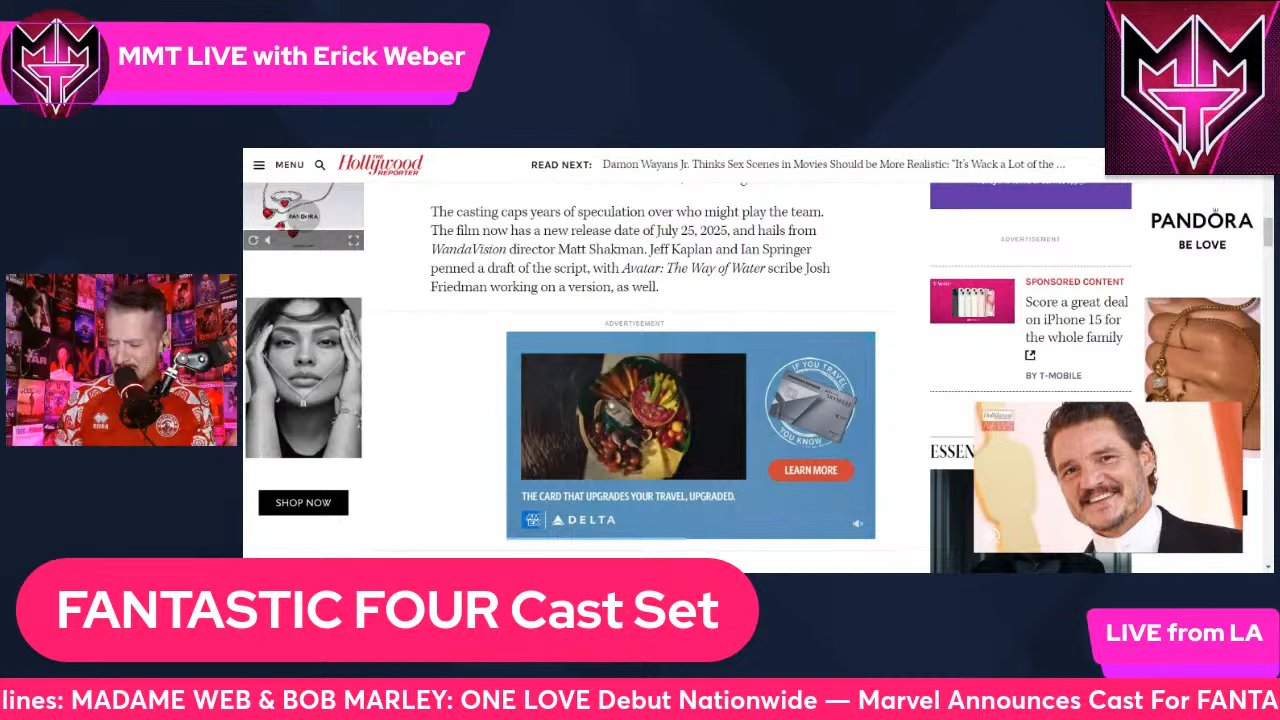 MMT LIVE with Erick Weber
MENU
THE
Hollywood
REPORTER
READ NEXT: Damon Wayans Jr. Thinks Sex Scenes in Movies Should be More Realistic: "It's Wack a Lot of the ...
PANDORA
The casting caps years of speculation over who might play the team.
The film now has a new release date of July 25, 2025, and hails from
WandaVision director Matt Shakman. Jeff Kaplan and Ian Springer
penned a draft of the script, with Avatar: The Way of Water scribe Josh
Friedman working on a version, as well.
ADVERTISEMENT
IF YOU TRAVEL,
YOU KNOW
LEARN MORE
THE CARD THAT UPGRADES YOUR TRAVEL, UPGRADED.
DELTA
SHOP NOW
ADVERTISEMENT
SPONSORED CONTENT
Score a great deal
on iPhone 15 for
the whole family
BY T-MOBILE
ESSEN
PANDORA
BE LOVE
FANTASTIC FOUR Cast Set
LIVE from LA
lines: MADAME WEB & BOB MARLEY: ONE LOVE Debut Nationwide — Marvel Announces Cast For FANTA